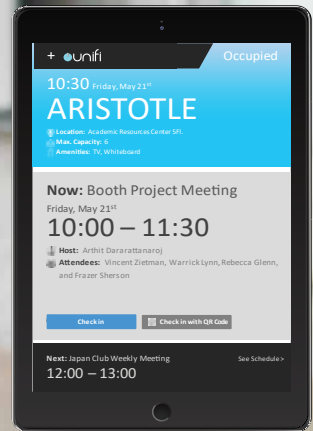 + unifi Occupied
10:30 Friday, May 21st
ARISTOTLE
Location: Academic Resources Center 5Fl.
Max. Capacity: 6
Amenities: TV, Whiteboard
Now: Booth Project Meeting
Friday, May 21st
10:00 – 11:30
Host: Arthit Dararattanaroj
Attendees: Vincent Zietman, Warrick Lynn, Rebecca Glenn,
and Frazer Sherson
Check in Check in with QR Code
Next: Japan Club Weekly Meeting See Schedule>
12:00 – 13:00